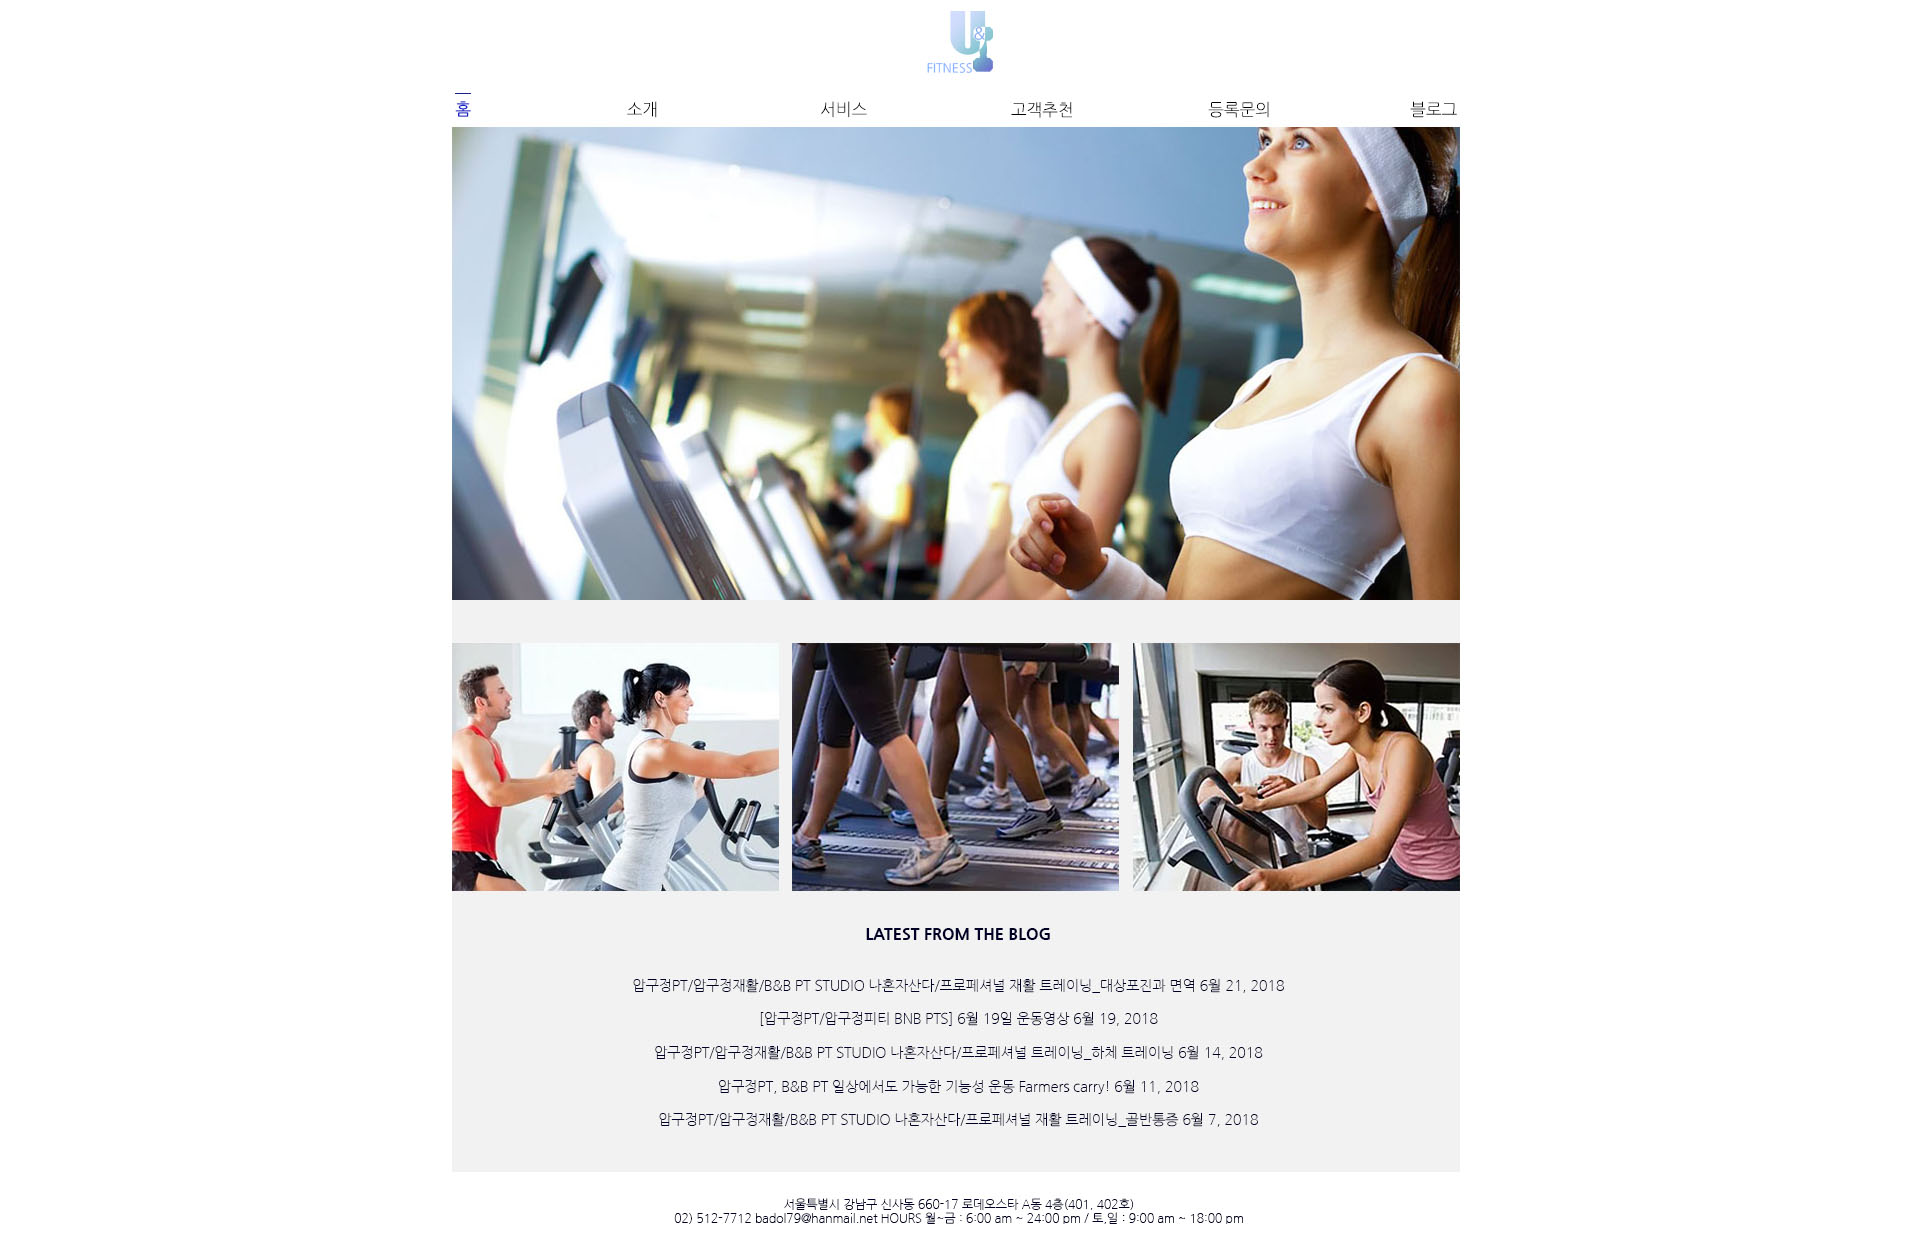 U&I
FITNESS
홈 소개 서비스 고객추천 등록문의 블로그
LATEST FROM THE BLOG
압구정PT/압구정재활/B&B PT STUDIO 나혼자산다/프로페셔널 재활 트레이닝_대상포진과 면역 6월 21, 2018
[압구정PT/압구정피티 BNB PTS] 6월 19일 운동영상 6월 19, 2018
압구정PT/압구정재활/B&B PT STUDIO 나혼자산다/프로페셔널 트레이닝_하체 트레이닝 6월 14, 2018
압구정PT, B&B PT 일상에서도 가능한 기능성 운동 Farmers carry! 6월 11, 2018
압구정PT/압구정재활/B&B PT STUDIO 나혼자산다/프로페셔널 재활 트레이닝_골반통증 6월 7, 2018
서울특별시 강남구 신사동 660-17 로데오스타 A동 4층(401, 402호)
02) 512-7712 badol79@hanmail.net HOURS 월~금 : 6:00 am ~ 24:00 pm / 토,일 : 9:00 am ~ 18:00 pm